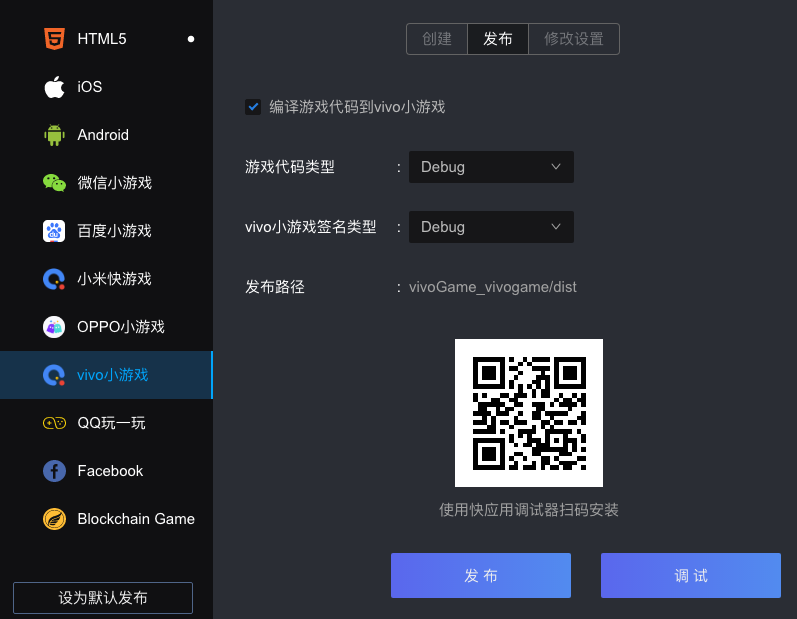 HTML5
iOS
Android
微信小游戏
百度小游戏
小米快游戏
OPPO小游戏
vivo小游戏
QQ玩一玩
Facebook
Blockchain Game
设为默认发布
创建 发布 修改设置
编译游戏代码到vivo小游戏
游戏代码类型 : Debug
vivo小游戏签名类型 : Debug
发布路径 : vivoGame_vivogame/dist
使用快应用调试器扫码安装
发布 调试